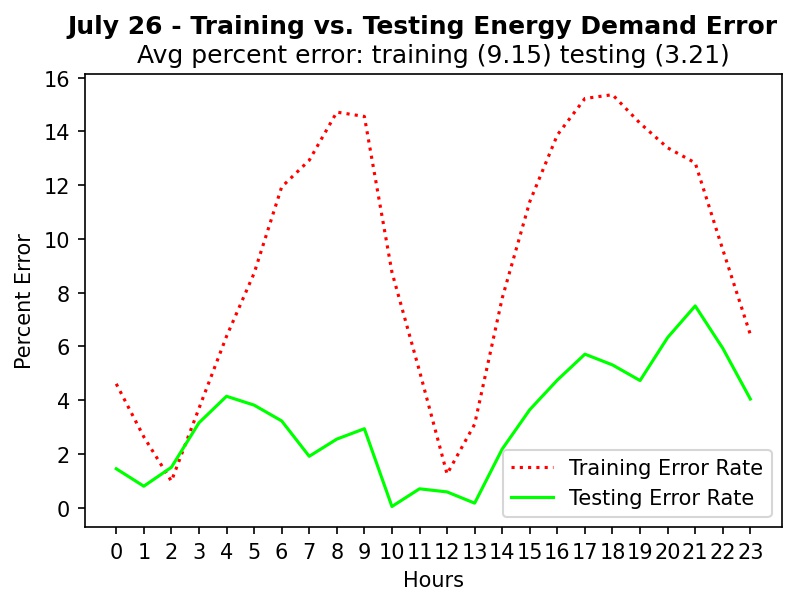 July 26 - Training vs. Testing Energy Demand Error
Avg percent error: training (9.15) testing (3.21)
16
14
12
10
8
6
4
2
0
Percent Error
Training Error Rate
Testing Error Rate
0 1 2 3 4 5 6 7 8 9 10 11 12 13 14 15 16 17 18 19 20 21 22 23
Hours